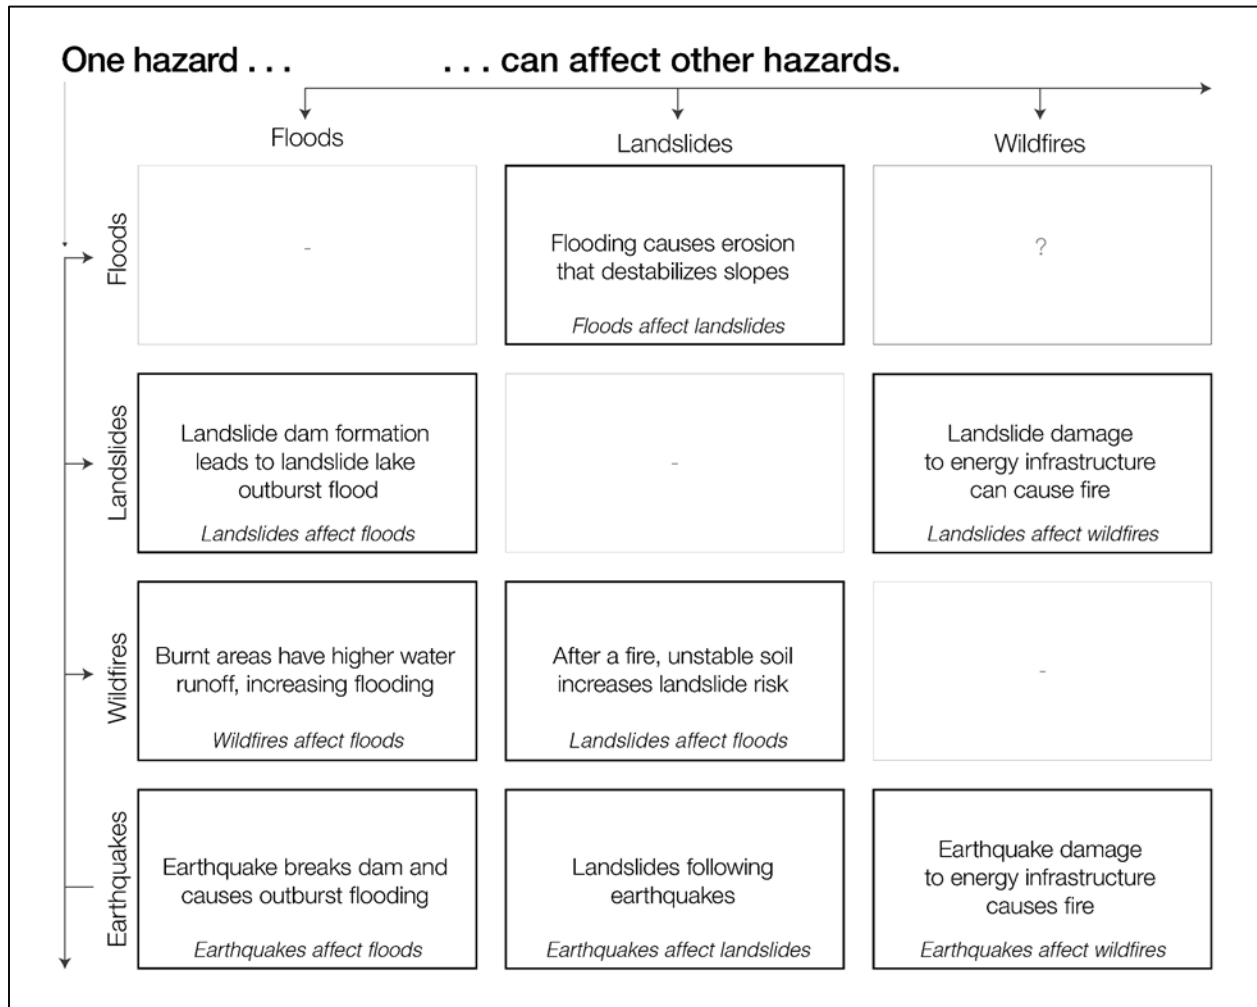 One hazard . . .
. . . can affect other hazards.
Floods
Landslides
Wildfires
Floods
-
Flooding causes erosion
that destabilizes slopes
Floods affect landslides
?
Landslides
Landslide dam formation
leads to landslide lake
outburst flood
Landslides affect floods
-
Landslide damage
to energy infrastructure
can cause fire
Landslides affect wildfires
Wildfires
Burnt areas have higher water
runoff, increasing flooding
Wildfires affect floods
After a fire, unstable soil
increases landslide risk
Landslides affect floods
-
Earthquakes
Earthquake breaks dam and
causes outburst flooding
Earthquakes affect floods
Landslides following
earthquakes
Earthquakes affect landslides
Earthquake damage
to energy infrastructure
causes fire
Earthquakes affect wildfires